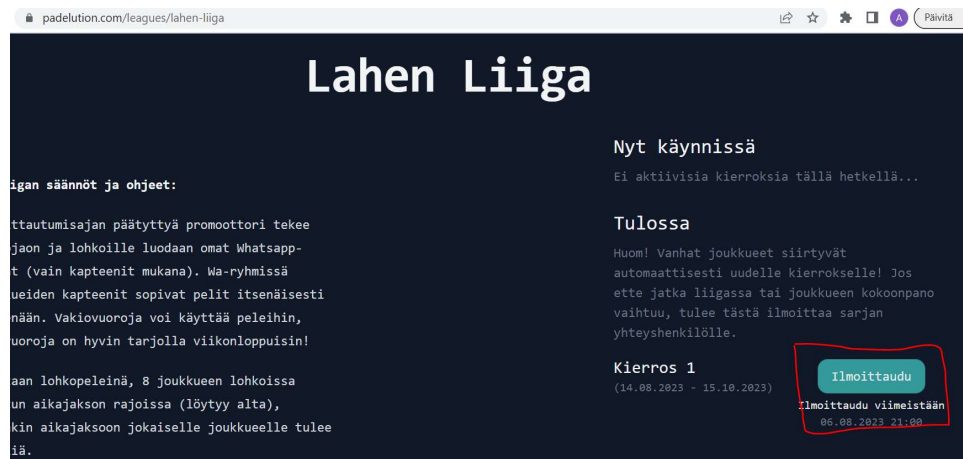 padelution.com/leagues/lahen-liiga
A
Päivitä
Lahen Liiga
igan säännöt ja ohjeet:
ttautumisajan päätyttyä promoottori tekee
jaon ja lohkoille luodaan omat Whatsapp-
t (vain kapteenit mukana). Wa-ryhmissä
ueiden kapteenit sopivat pelit itsenäisesti
nään. Vakiovuoroja voi käyttää peleihin,
uoroja on hyvin tarjolla viikonloppuisin!
aan lohkopeleinä, 8 joukkueen lohkoissa
un aikajakson rajoissa (löytyy alta),
kin aikajaksoon jokaiselle joukkueelle tulee
iä.
Nyt käynnissä
Ei aktiivisia kierroksia tällä hetkellä...
Tulossa
Huom! Vanhat joukkueet siirtyvät
automaattisesti uudelle kierrokselle! Jos
ette jatka liigassa tai joukkueen kokoonpano
vaihtuu, tulee tästä ilmoittaa sarjan
yhteyshenkilölle.
Kierros 1
(14.08.2023 - 15.10.2023)
Ilmoittaudu
Ilmoittaudu viimeistään
06.08.2023 21:00